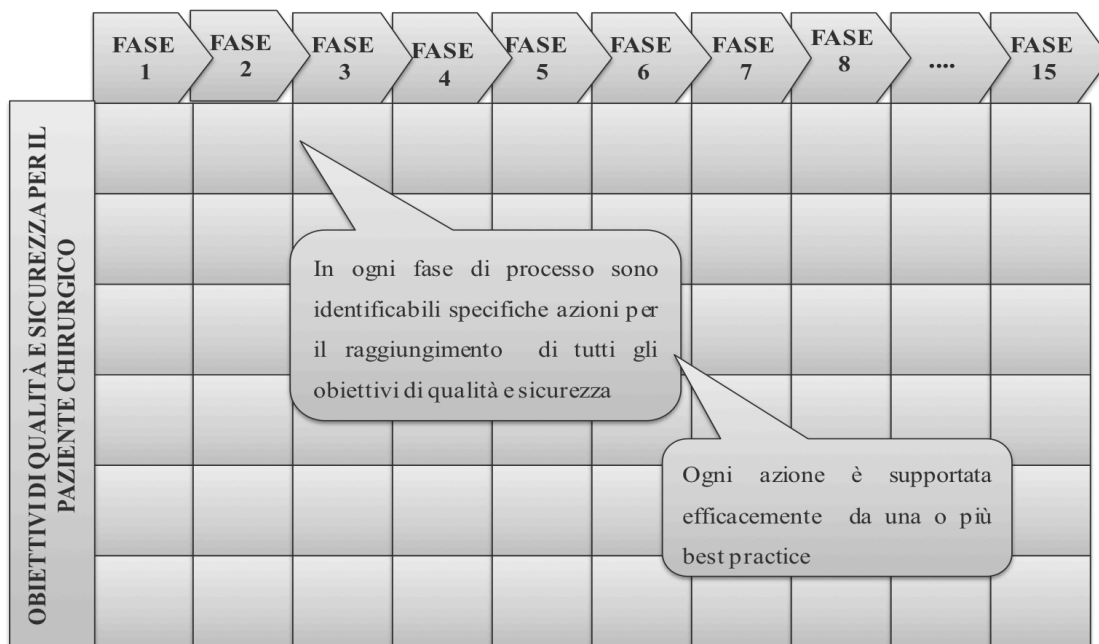 FASE
1
FASE
2
FASE
3
FASE
4
FASE
5
FASE
6
FASE
7
FASE
8
....
FASE
15
OBIETTIVI DI QUALITÀ E SICUREZZA PER IL
PAZIENTE CHIRURGICO
In ogni fase di processo sono
identificabili specifiche azioni per
il raggiungimento di tutti gli
obiettivi di qualità e sicurezza
Ogni azione è supportata
efficacemente da una o più
best practice